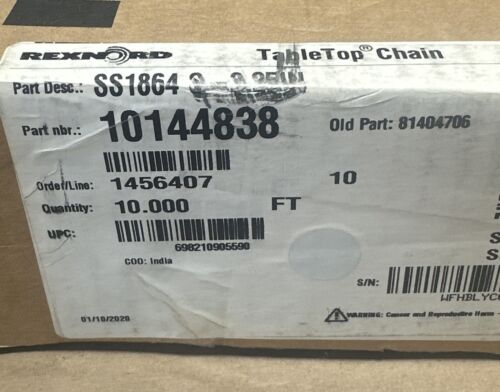 REXNORD TableTop® Chain
Part Desc.: SS1864
Part nbr.: 10144838 Old Part: 81404706
Order/Line: 1456407 10
Quantity: 10.000 FT
UPC:
698210905590
COO: India
S/N:
WFHBLYC
01/10/2020
WARNING: Cancer and Reproductive Harm -